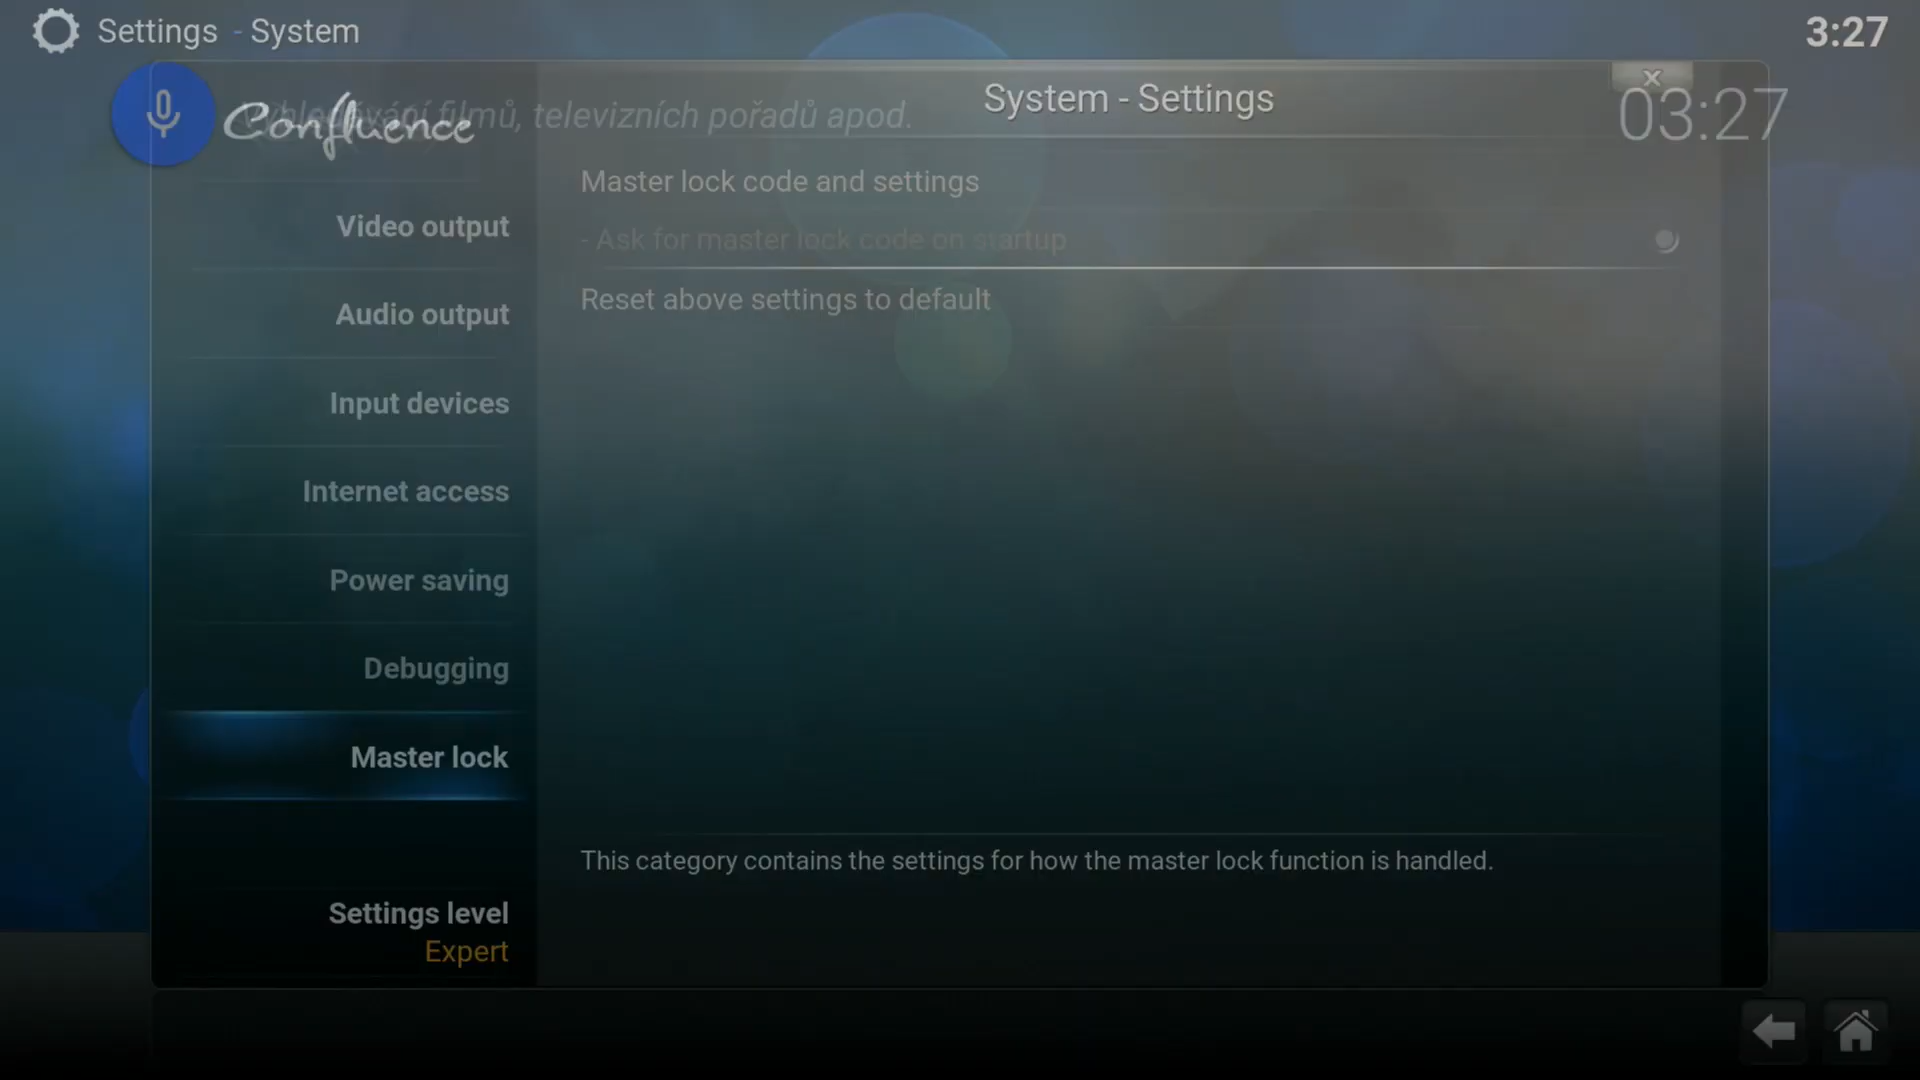 Settings - System
3:27
Vyhledávání filmů, televizních pořadů apod.
Confluence
System - Settings
03:27
Video output
Audio output
Input devices
Internet access
Power saving
Debugging
Master lock
Settings level
Expert
Master lock code and settings
- Ask for master lock code on startup
Reset above settings to default
This category contains the settings for how the master lock function is handled.